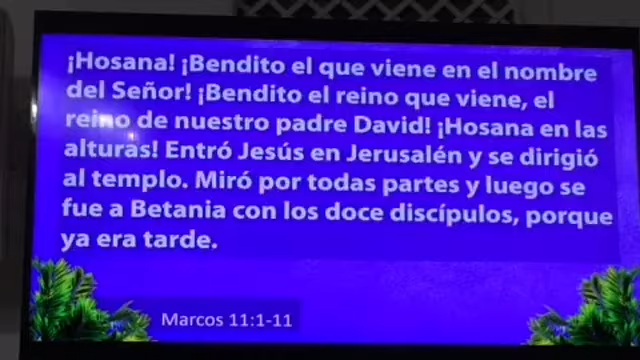 ¡Hosana! ¡Bendito el que viene en el nombre
del Señor! ¡Bendito el reino que viene, el
reino de nuestro padre David! ¡Hosana en las
alturas! Entró Jesús en Jerusalén y se dirigió
al templo. Miró por todas partes y luego se
fue a Betania con los doce discípulos, porque
ya era tarde.
Marcos 11:1-11